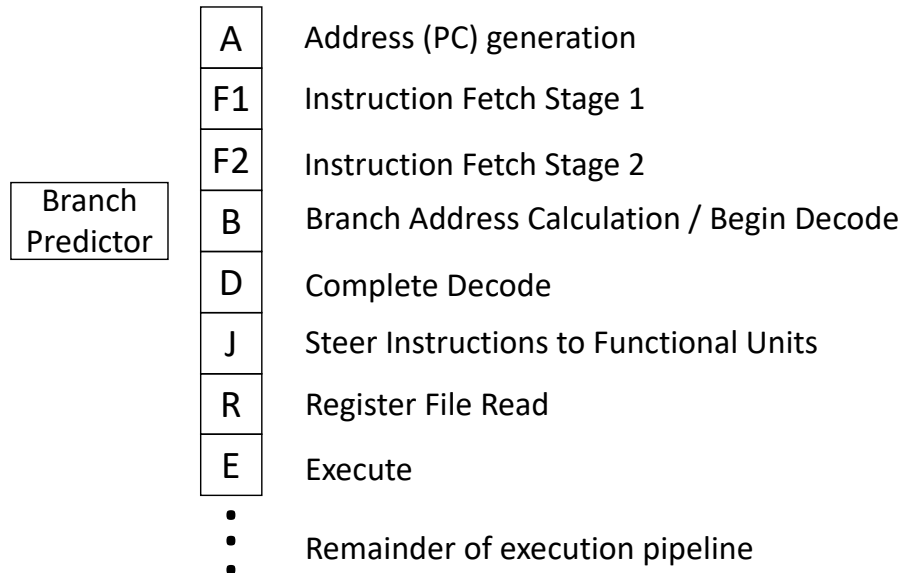 A Address (PC) generation
F1 Instruction Fetch Stage 1
F2 Instruction Fetch Stage 2
Branch
Predictor
B Branch Address Calculation / Begin Decode
D Complete Decode
J Steer Instructions to Functional Units
R Register File Read
E Execute
Remainder of execution pipeline